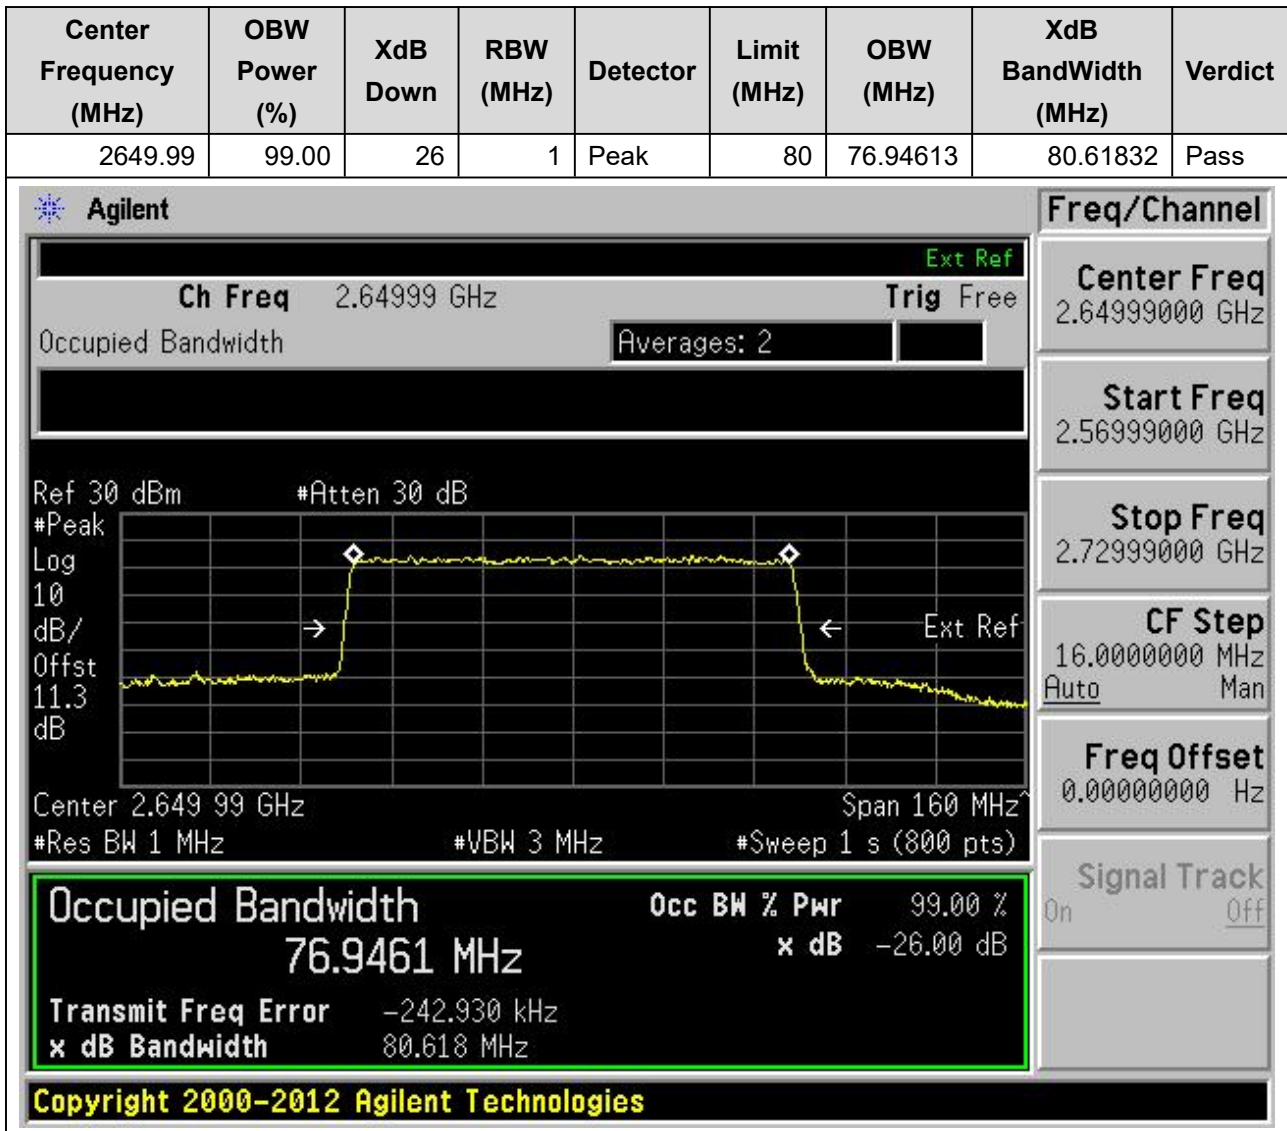 Center Frequency (MHz) OBW Power (%) XdB Down RBW (MHz) Detector Limit (MHz) OBW (MHz) XdB BandWidth (MHz) Verdict
2649.99 99.00 26 1 Peak 80 76.94613 80.61832 Pass
Agilent
Freq/Channel
Ext Ref
Ch Freq 2.64999 GHz Trig Free
Occupied Bandwidth Averages: 2
Ref 30 dBm #Atten 30 dB
#Peak
Log
10
dB/
Offst
11.3
dB
Ext Ref
Center 2.649 99 GHz Span 160 MHz^
#Res BW 1 MHz #VBW 3 MHz #Sweep 1 s (800 pts)
Occupied Bandwidth Occ BW % Pwr 99.00 %
76.9461 MHz x dB -26.00 dB
Transmit Freq Error -242.930 kHz
x dB Bandwidth 80.618 MHz
Copyright 2000-2012 Agilent Technologies
Center Freq
2.64999000 GHz
Start Freq
2.56999000 GHz
Stop Freq
2.72999000 GHz
CF Step
16.0000000 MHz
Auto Man
Freq Offset
0.00000000 Hz
Signal Track
On Off